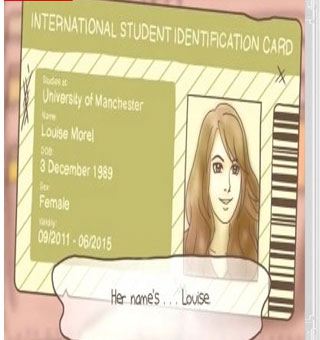 INTERNATIONAL STUDENT IDENTIFICATION CARD
Studies at:
University of Manchester
Name:
Louise Morel
DOB:
3 December 1989
Sex:
Female
Validity:
09/2011 - 06/2015
Her name's . . . Louise